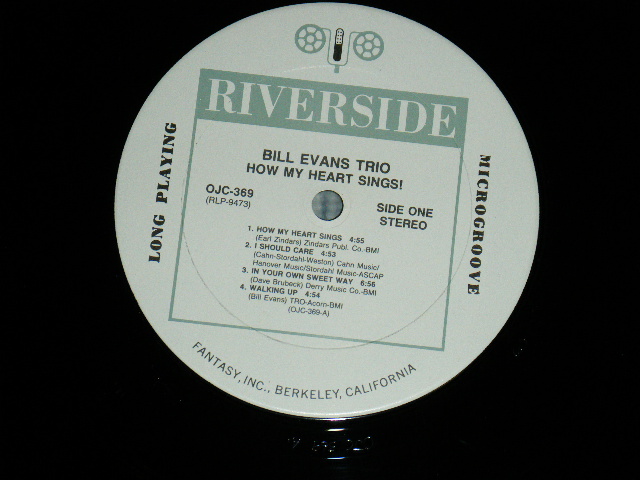 RIVERSIDE
BILL EVANS TRIO
HOW MY HEART SINGS!
OJC-369
(RLP-9473)
SIDE ONE
STEREO
1. HOW MY HEART SINGS 4:55
(Earl Zindars) Zindars Publ. Co.-BMI
2. I SHOULD CARE 4:53
(Cahn-Stordahl-Weston) Cahn Music/
Hanover Music/Stordahl Music-ASCAP
3. IN YOUR OWN SWEET WAY 6:56
(Dave Brubeck) Derry Music Co.-BMI
4. WALKING UP 4:54
(Bill Evans) TRO-Acorn-BMI
(OJC-369-A)
LONG PLAYING
MICROGROOVE
FANTASY, INC., BERKELEY, CALIFORNIA